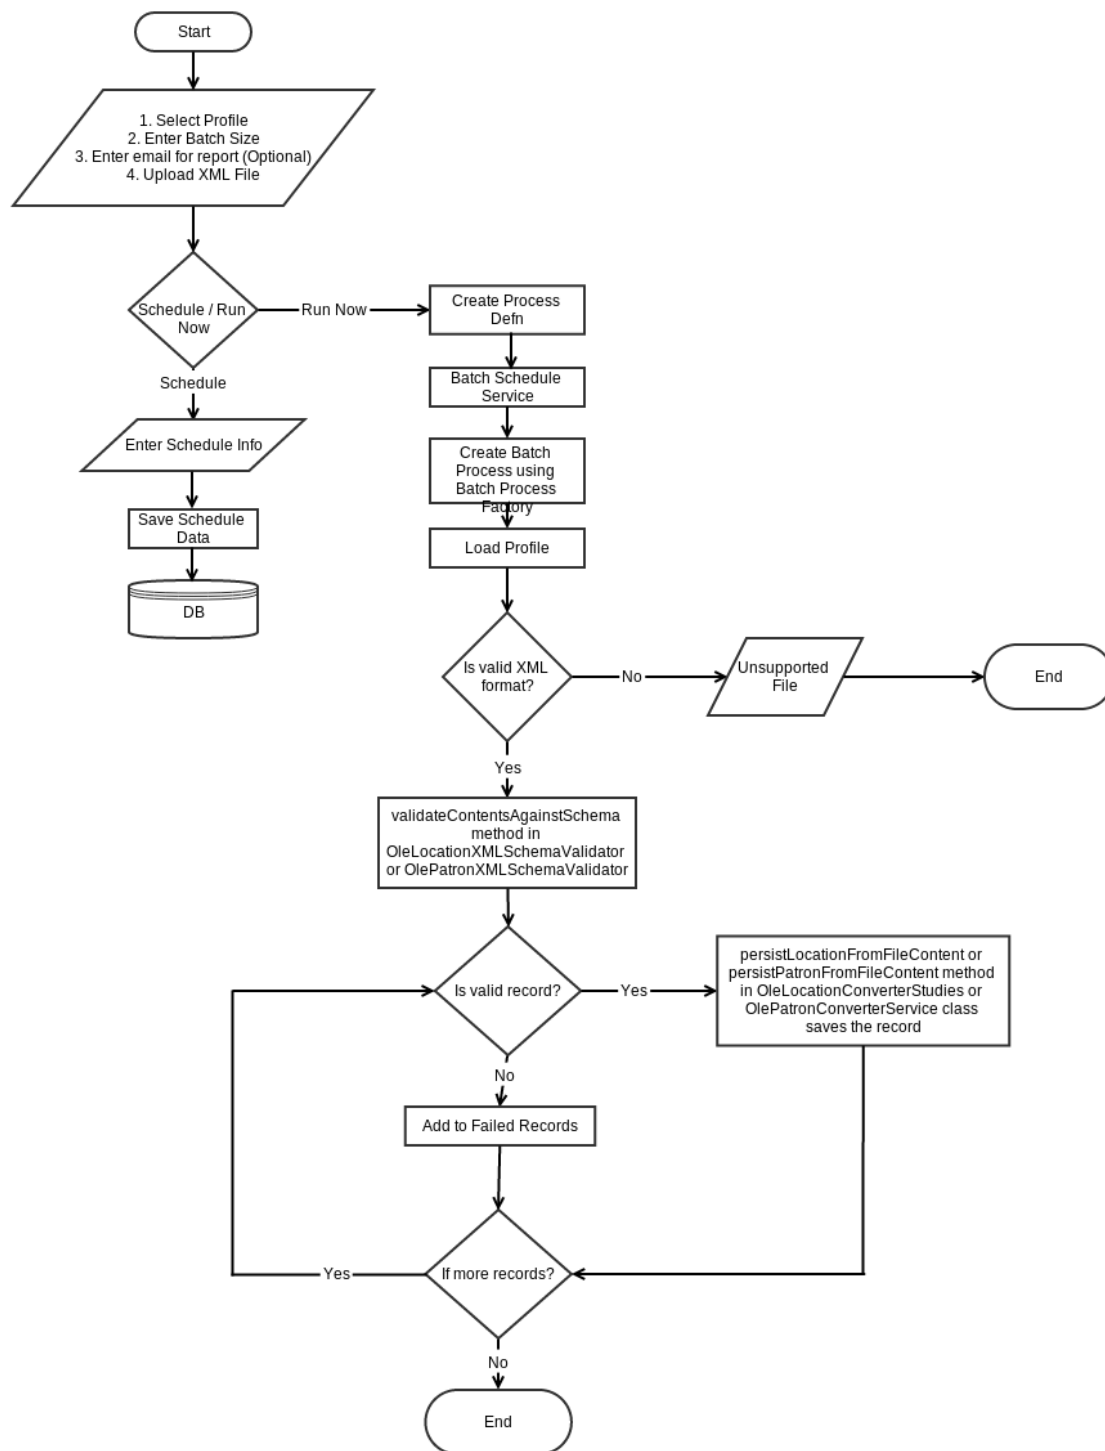 Start
1. Select Profile
2. Enter Batch Size
3. Enter email for report (Optional)
4. Upload XML File
Schedule / Run
Now
Run Now
Create Process
Defn
Schedule
Batch Schedule
Service
Enter Schedule Info
Create Batch
Process using
Batch Process
Factory
Save Schedule
Data
Load Profile
DB
Is valid XML
format?
No
Unsupported
File
End
Yes
validateContentsAgainstSchema
method in
OleLocationXMLSchemaValidator
or OlePatronXMLSchemaValidator
Is valid record?
Yes
persistLocationFromFileContent or
persistPatronFromFileContent method
in OleLocationConverterStudies or
OlePatronConverterService class
saves the record
No
Add to Failed Records
If more records?
Yes
No
End